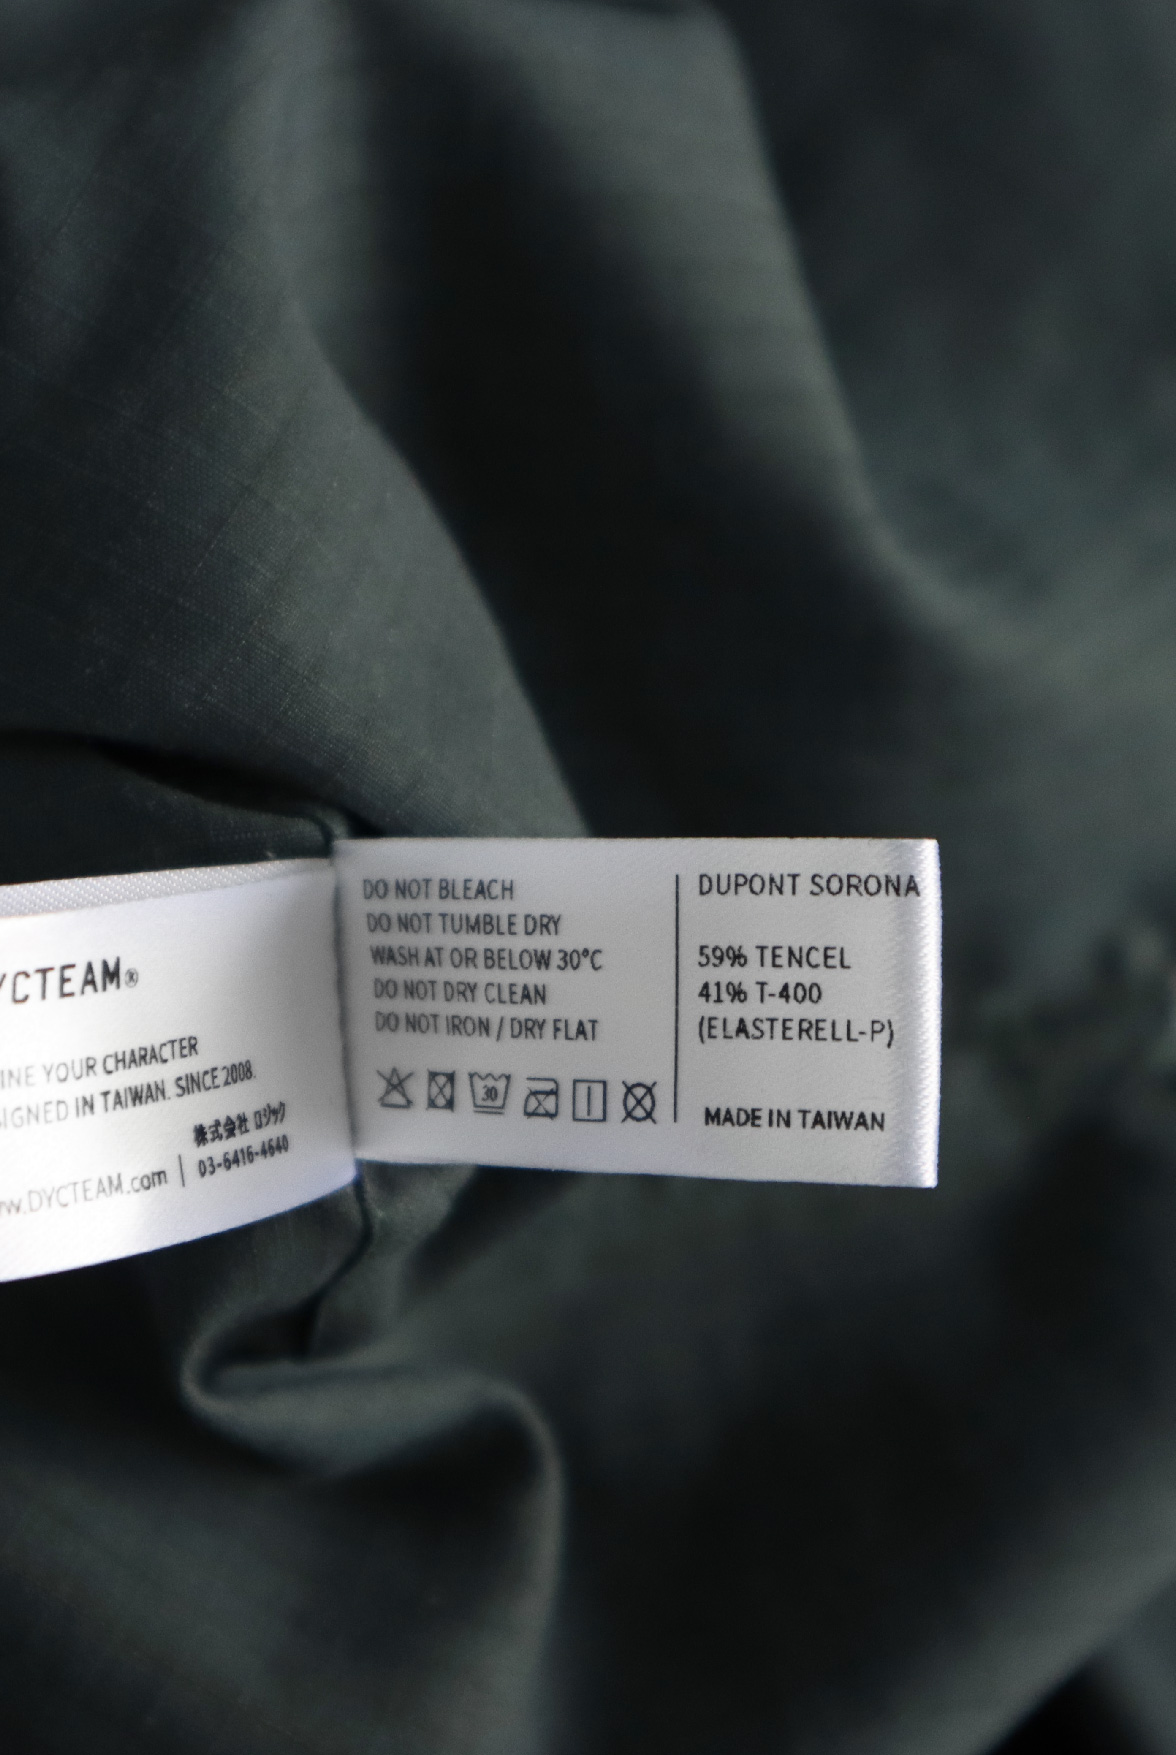 YCTEAM®
INE YOUR CHARACTER
SIGNED IN TAIWAN. SINCE 2008.
株式会社 ロジック
w.DYCTEAM.com | 03-6416-4640
DO NOT BLEACH
DO NOT TUMBLE DRY
WASH AT OR BELOW 30°C
DO NOT DRY CLEAN
DO NOT IRON / DRY FLAT
30
DUPONT SORONA
59% TENCEL
41% T-400
(ELASTERELL-P)
MADE IN TAIWAN